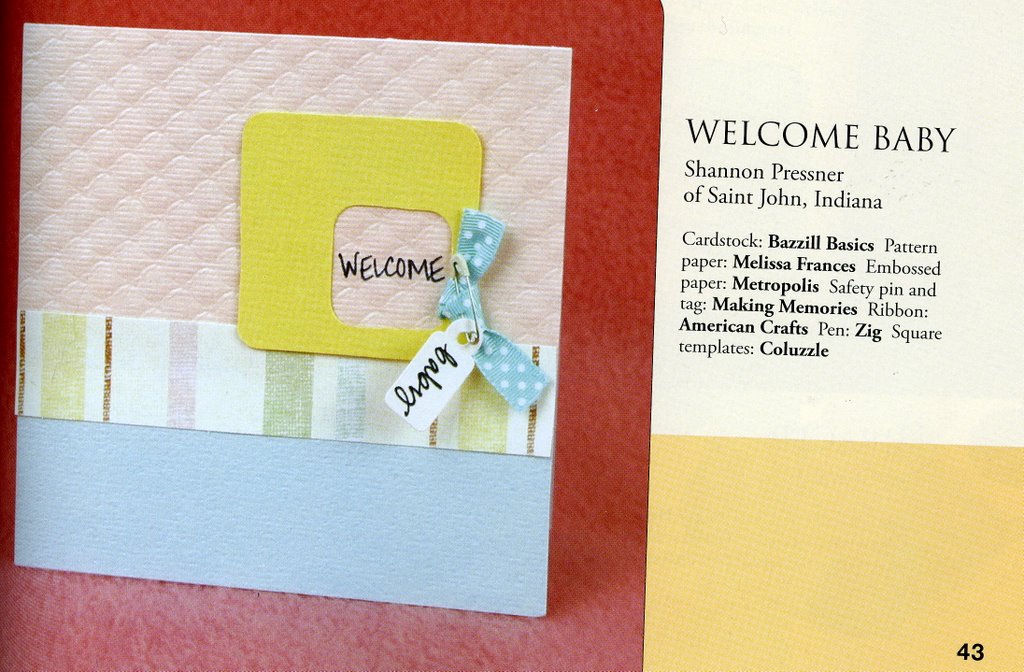 WELCOME
baby
WELCOME BABY
Shannon Pressner
of Saint John, Indiana
Cardstock: Bazzill Basics Pattern
paper: Melissa Frances Embossed
paper: Metropolis Safety pin and
tag: Making Memories Ribbon:
American Crafts Pen: Zig Square
templates: Coluzzle
43